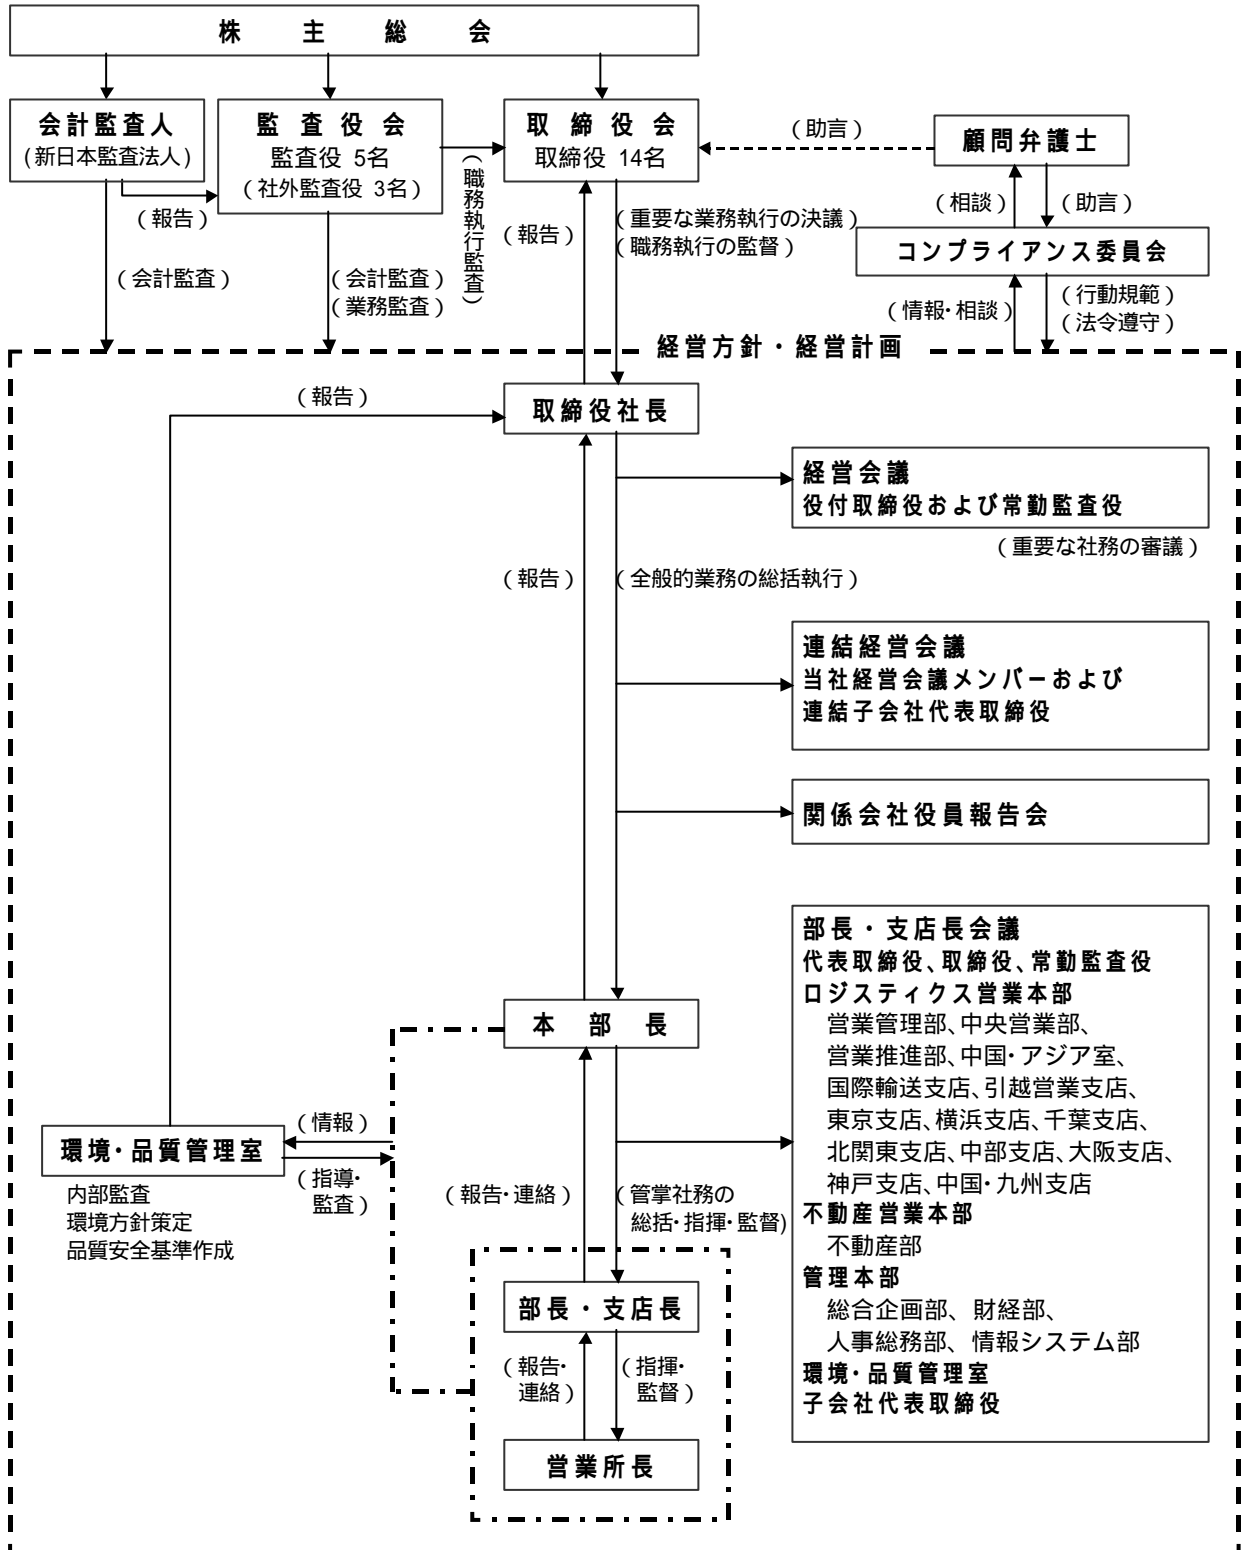 株主総会
会計監査人
(新日本監査法人)
監査役会
監査役 5名
(社外監査役 3名)
取締役会
取締役 14名
(助言)
顧問弁護士
(報告)
(職務執行監査)
(報告)
(重要な業務執行の決議)
(職務執行の監督)
(相談)
(助言)
コンプライアンス委員会
(会計監査)
(会計監査)
(業務監査)
(情報・相談)
(行動規範)
(法令遵守)
経営方針・経営計画
(報告)
取締役社長
経営会議
役付取締役および常勤監査役
(重要な社務の審議)
(報告)
(全般的業務の総括執行)
連結経営会議
当社経営会議メンバーおよび
連結子会社代表取締役
関係会社役員報告会
部長・支店長会議
代表取締役、取締役、常勤監査役
ロジスティクス営業本部
営業管理部、中央営業部、
営業推進部、中国・アジア室、
国際輸送支店、引越営業支店、
東京支店、横浜支店、千葉支店、
北関東支店、中部支店、大阪支店、
神戸支店、中国・九州支店
不動産営業本部
不動産部
管理本部
総合企画部、財経部、
人事総務部、情報システム部
環境・品質管理室
子会社代表取締役
本部長
(情報)
環境・品質管理室
(指導・
監査)
内部監査
環境方針策定
品質安全基準作成
(報告・連絡)
(管掌社務の
総括・指揮・監督)
部長・支店長
(報告・
連絡)
(指揮・
監督)
営業所長